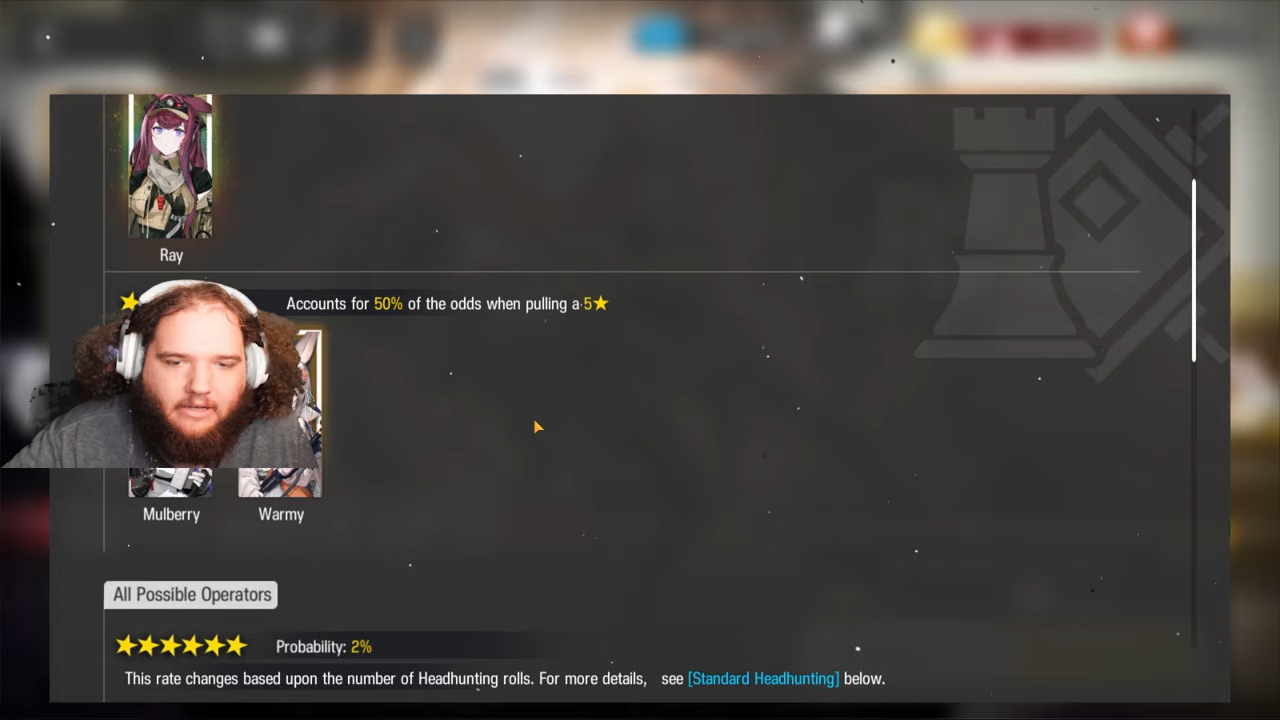 Ray
Accounts for 50% of the odds when pulling a 5★
Mulberry
Warmy
All Possible Operators
★★★★★★ Probability: 2%
This rate changes based upon the number of Headhunting rolls. For more details, see [Standard Headhunting] below.